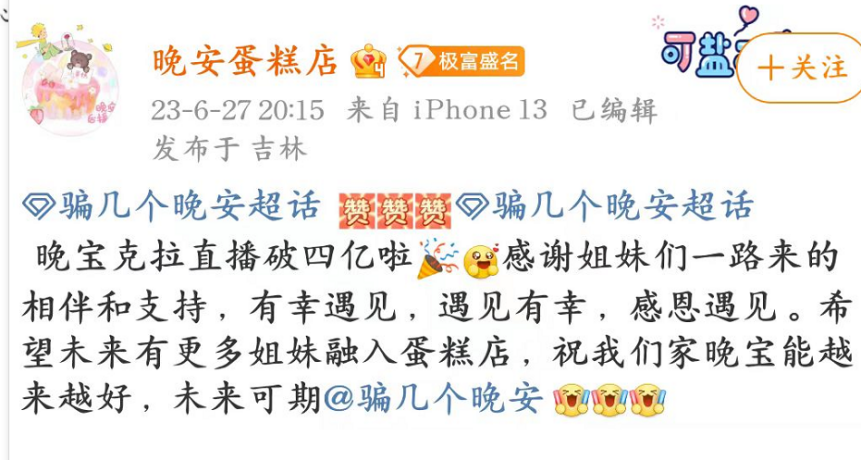 晚安蛋糕店 4 7 极富盛名
可盐 +关注
23-6-27 20:15 来自 iPhone 13 已编辑
发布于 吉林
骗几个晚安超话 赞赞赞 骗几个晚安超话
晚宝克拉直播破四亿啦 感谢姐妹们一路来的
相伴和支持，有幸遇见，遇见有幸，感恩遇见。希
望未来有更多姐妹融入蛋糕店，祝我们家晚宝能越
来越好，未来可期@骗几个晚安